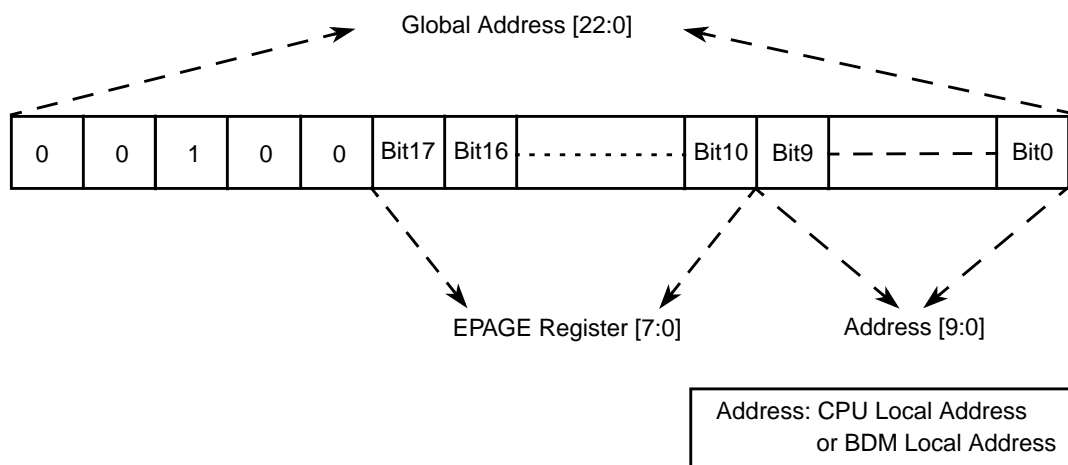 Global Address [22:0]
0 0 1 0 0 Bit17 Bit16 Bit10 Bit9 Bit0
EPAGE Register [7:0] Address [9:0]
Address: CPU Local Address
or BDM Local Address